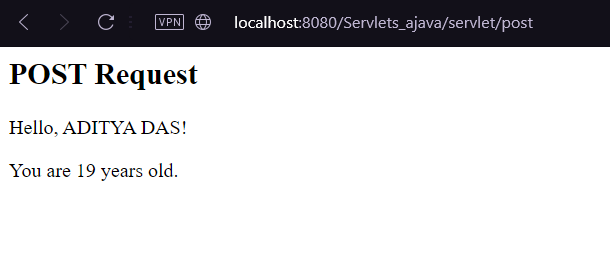 VPN localhost:8080/Servlets_ajava/servlet/post
POST Request
Hello, ADITYA DAS!
You are 19 years old.